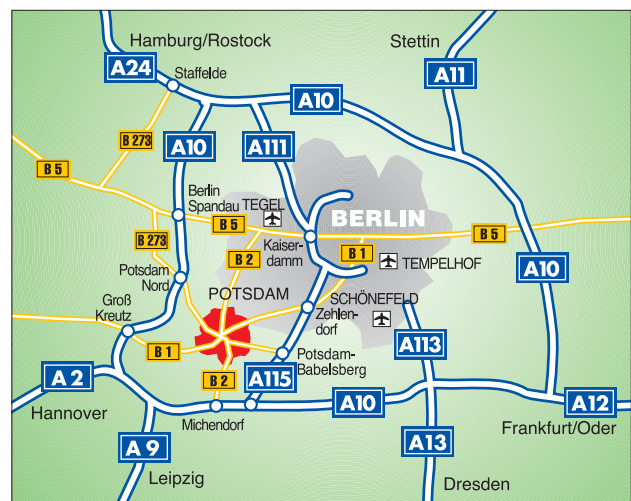 Hamburg/Rostock
Stettin
A24
Staffelde
A11
A10
B 273
A10
A111
B 5
Berlin
Spandau
TEGEL
BERLIN
B 5
B 5
B 273
Kaiser-
damm
B 2
B 1
TEMPELHOF
A10
Potsdam
Nord
POTSDAM
SCHÖNEFELD
Groß
Kreutz
Zehlen-
dorf
B 1
A113
Potsdam-
Babelsberg
A 2
B 2
A115
A10
A12
Hannover
Michendorf
Frankfurt/Oder
A 9
A13
Leipzig
Dresden